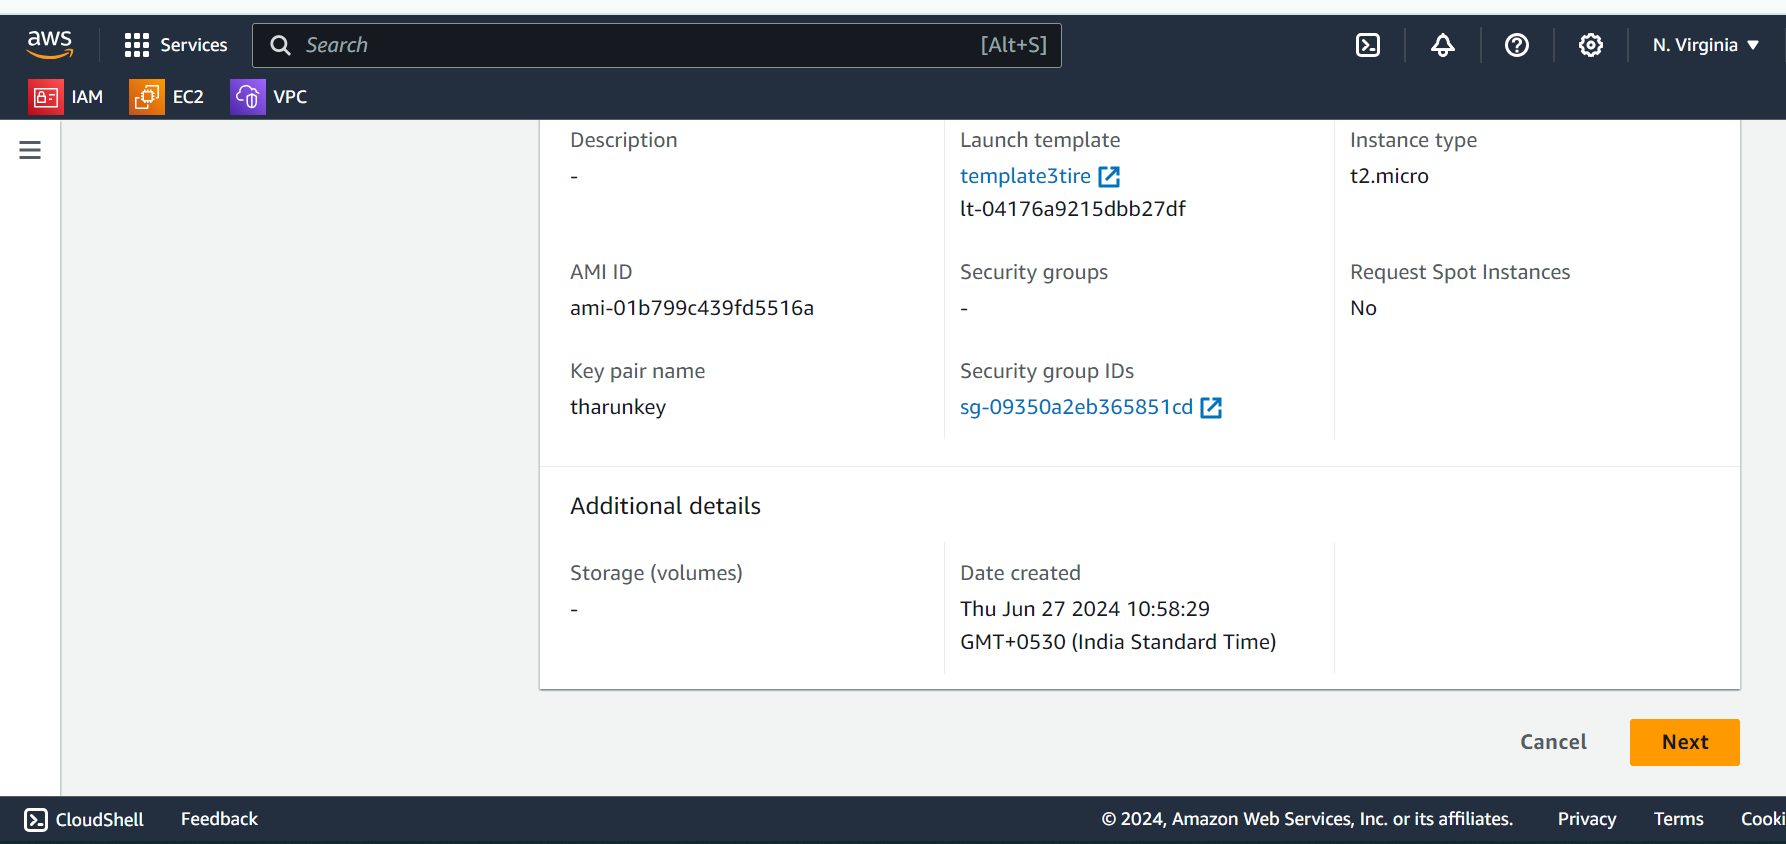 aws
Services
Search
[Alt+S]
N. Virginia
IAM
EC2
VPC
Description
-
Launch template
template3tire
lt-04176a9215dbb27df
Instance type
t2.micro
AMI ID
ami-01b799c439fd5516a
Security groups
-
Request Spot Instances
No
Key pair name
tharunkey
Security group IDs
sg-09350a2eb365851cd
Additional details
Storage (volumes)
-
Date created
Thu Jun 27 2024 10:58:29
GMT+0530 (India Standard Time)
Cancel
Next
CloudShell
Feedback
© 2024, Amazon Web Services, Inc. or its affiliates.
Privacy
Terms
Cooki